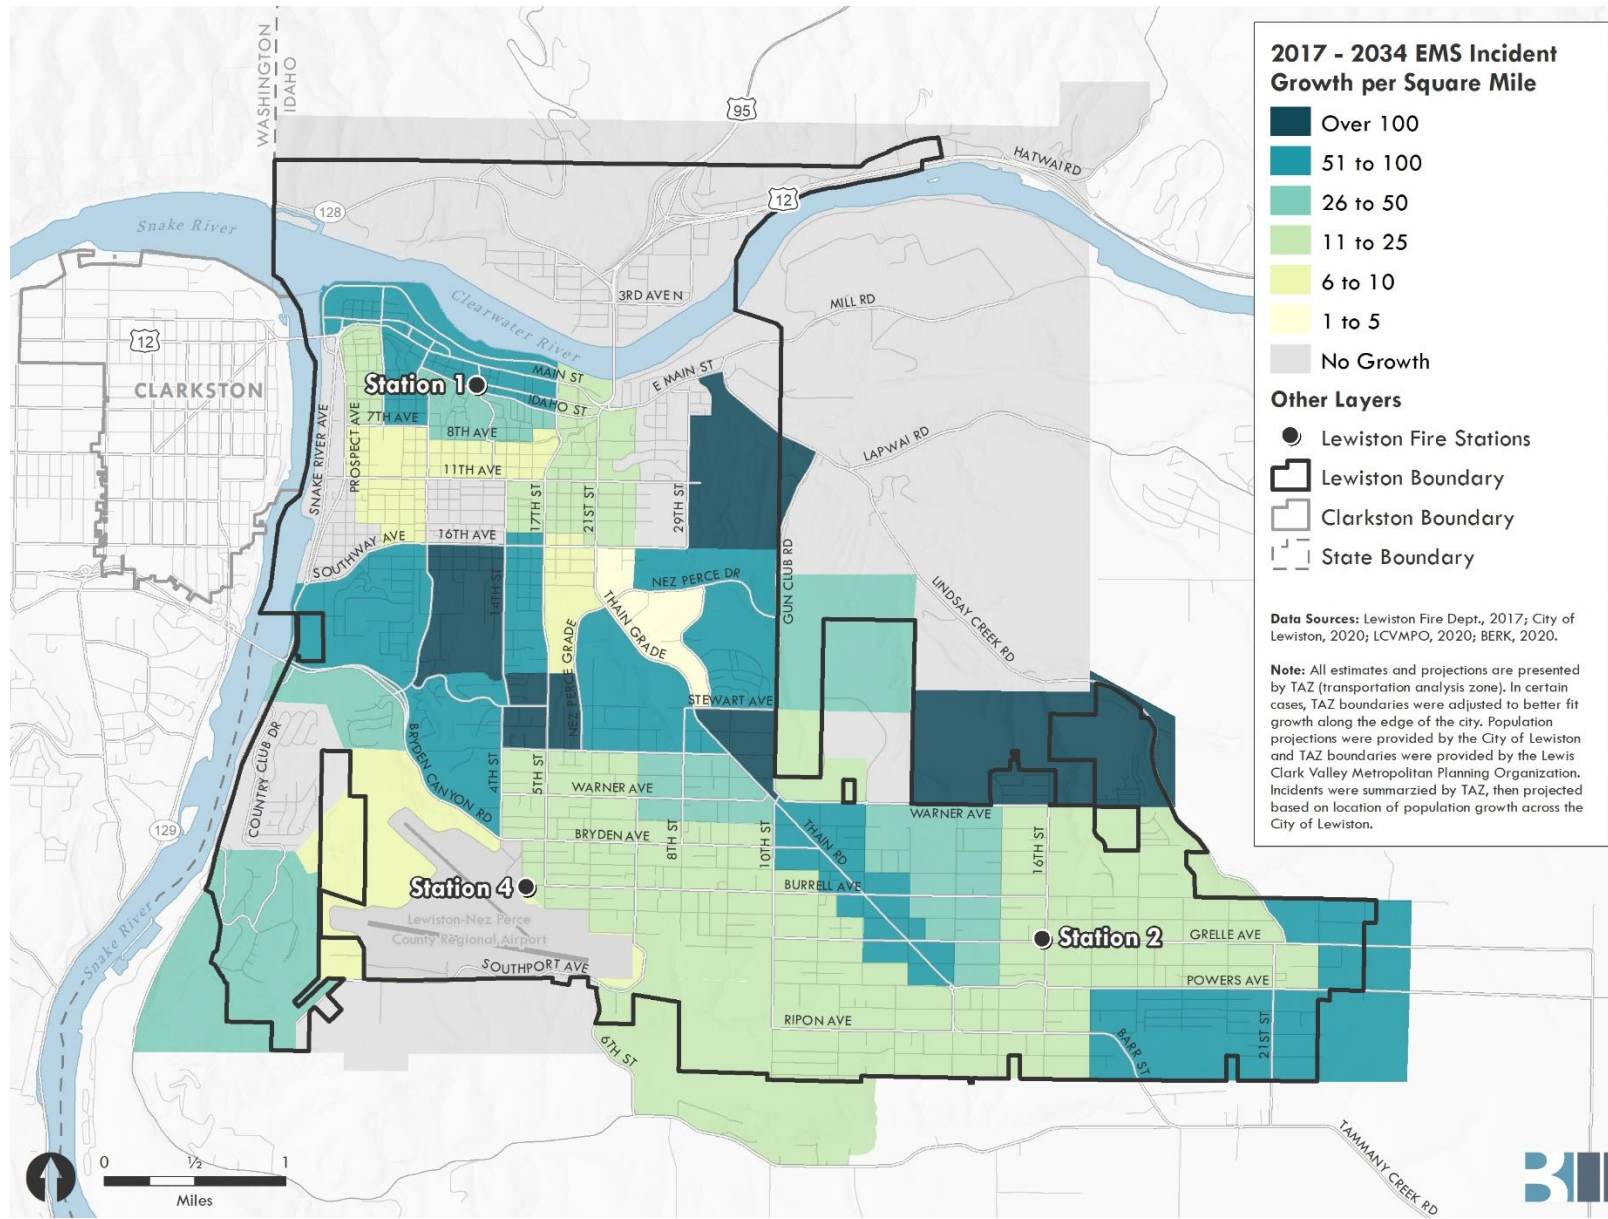 2017 - 2034 EMS Incident
Growth per Square Mile
Over 100
51 to 100
26 to 50
11 to 25
6 to 10
1 to 5
No Growth
Other Layers
Lewiston Fire Stations
Lewiston Boundary
Clarkston Boundary
State Boundary
Data Sources: Lewiston Fire Dept., 2017; City of
Lewiston, 2020; LCVMPO, 2020; BERK, 2020.
Note: All estimates and projections are presented
by TAZ (transportation analysis zone). In certain
cases, TAZ boundaries were adjusted to better fit
growth along the edge of the city. Population
projections were provided by the City of Lewiston
and TAZ boundaries were provided by the Lewis
Clark Valley Metropolitan Planning Organization.
Incidents were summarzied by TAZ, then projected
based on location of population growth across the
City of Lewiston.
WASHINGTON
IDAHO
95
HATWAI RD
12
128
Snake River
3RD AVE N
Clearwater River
MILL RD
12
CLARKSTON
MAIN ST
E MAIN ST
Station 1
IDAHO ST
7TH AVE
8TH AVE
SNAKE RIVER AVE
PROSPECT AVE
LAPWAI RD
11TH AVE
17TH ST
21ST ST
29TH ST
16TH AVE
SOUTHWAY AVE
14TH ST
NEZ PERCE DR
GUN CLUB RD
LINDSAY CREEK RD
THAIN GRADE
NEZ PERCE GRADE
STEWART AVE
COUNTRY CLUB DR
BRYDEN CANYON RD
4TH ST
5TH ST
WARNER AVE
WARNER AVE
129
BRYDEN AVE
8TH ST
10TH ST
THAIN RD
16TH ST
Station 4
BURRELL AVE
Lewiston-Nez Perce
County Regional Airport
Station 2
GRELLE AVE
SOUTHPORT AVE
POWERS AVE
Snake River
RIPON AVE
6TH ST
BARR ST
21ST ST
TAMMANY CREEK RD
0 ½ 1
Miles